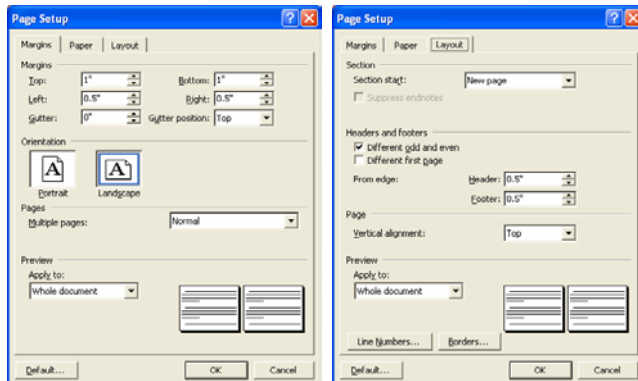 Page Setup
Margins Paper Layout
Margins
Top: 1" Bottom: 1"
Left: 0.5" Right: 0.5"
Gutter: 0" Gutter position: Top
Orientation
A A
Portrait Landscape
Pages
Multiple pages: Normal
Preview
Apply to:
Whole document
Default... OK Cancel
Page Setup
Margins Paper Layout
Section
Section start: New page
Suppress endnotes
Headers and footers
Different odd and even
Different first page
From edge: Header: 0.5"
Footer: 0.5"
Page
Vertical alignment: Top
Preview
Apply to:
Whole document
Line Numbers... Borders...
Default... OK Cancel